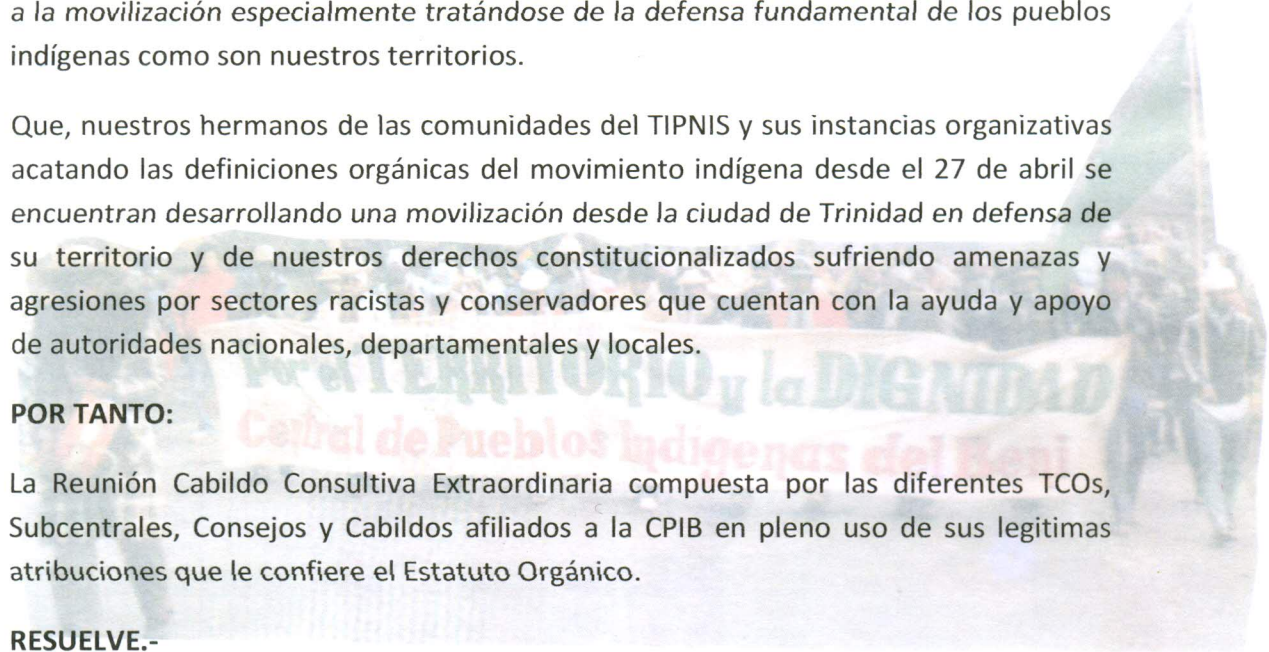 a la movilización especialmente tratándose de la defensa fundamental de los pueblos
indígenas como son nuestros territorios.
Que, nuestros hermanos de las comunidades del TIPNIS y sus instancias organizativas
acatando las definiciones orgánicas del movimiento indígena desde el 27 de abril se
encuentran desarrollando una movilización desde la ciudad de Trinidad en defensa de
su territorio y de nuestros derechos constitucionalizados sufriendo amenazas y
agresiones por sectores racistas y conservadores que cuentan con la ayuda y apoyo
de autoridades nacionales, departamentales y locales.
Por el TERRITORIO y la DIGNIDAD
POR TANTO:
Central de Pueblos Indigenas del Beni
La Reunión Cabildo Consultiva Extraordinaria compuesta por las diferentes TCOs,
Subcentrales, Consejos y Cabildos afiliados a la CPIB en pleno uso de sus legitimas
atribuciones que le confiere el Estatuto Orgánico.
RESUELVE.-